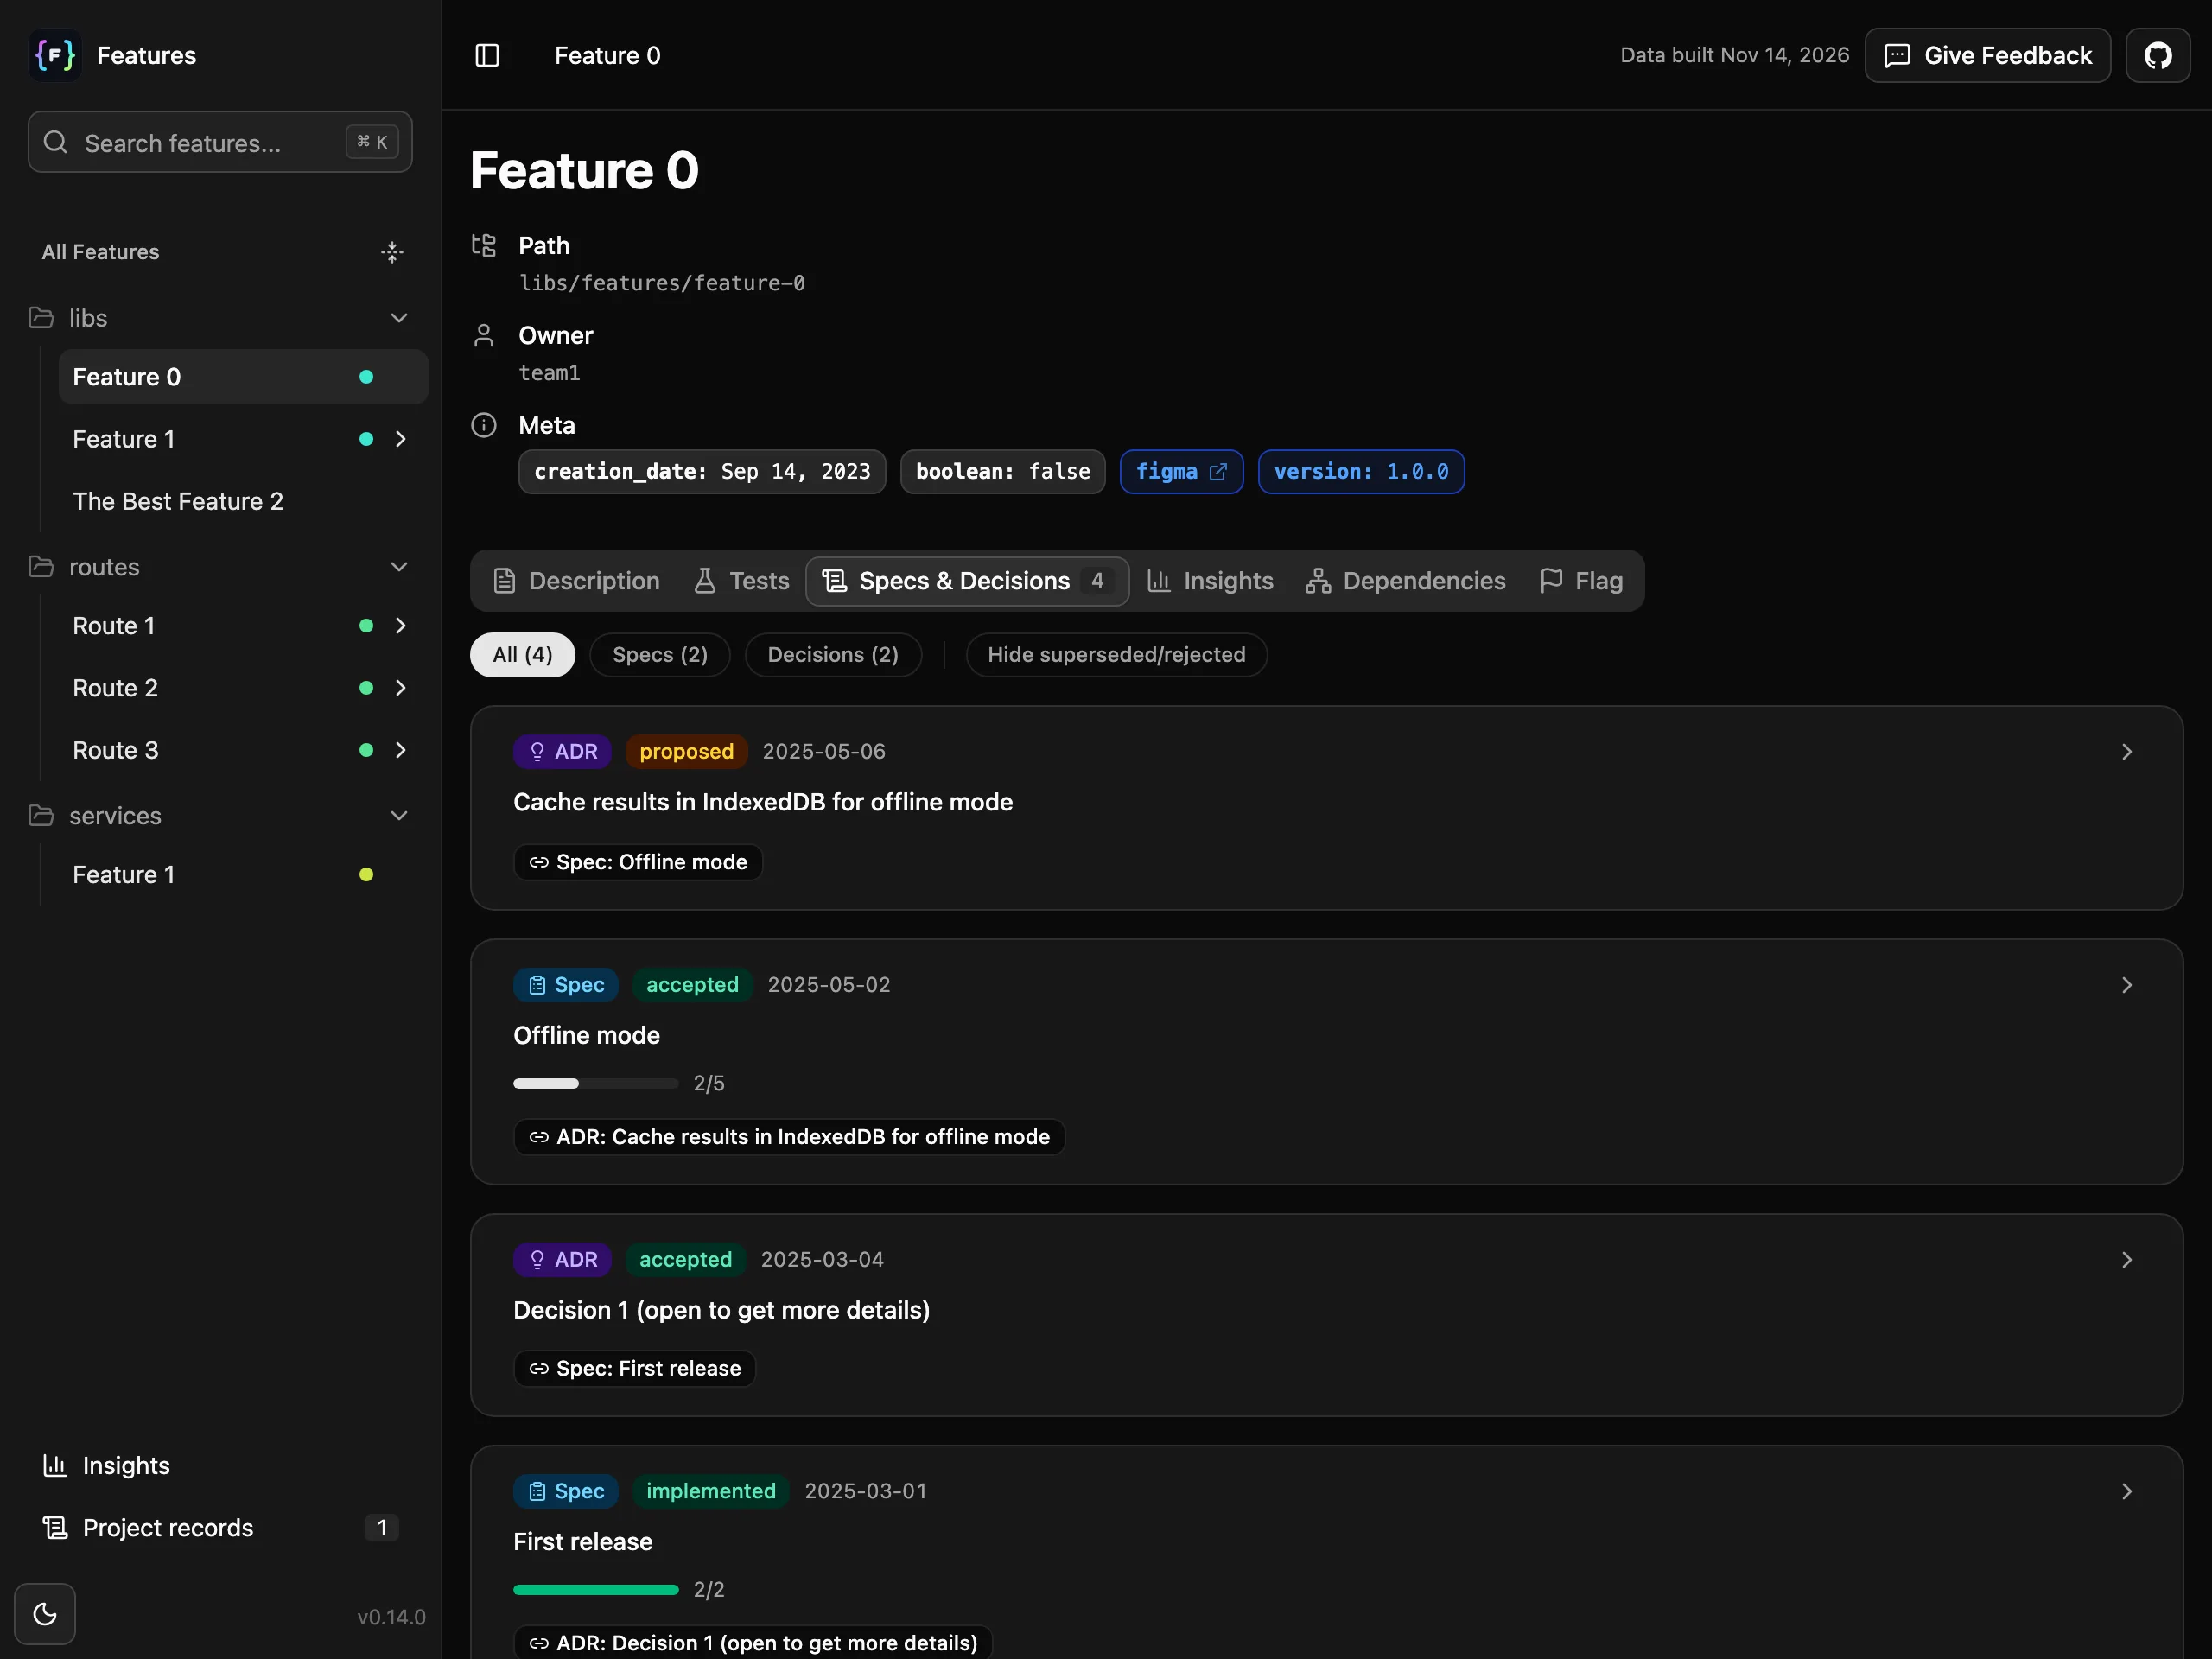 {F} Features
Search features... ⌘ K
All Features
libs
Feature 0
Feature 1
The Best Feature 2
routes
Route 1
Route 2
Route 3
services
Feature 1
Insights
Project records 1
v0.14.0
Feature 0
Data built Nov 14, 2026
Give Feedback
Feature 0
Path
libs/features/feature-0
Owner
team1
Meta
creation_date: Sep 14, 2023 boolean: false figma version: 1.0.0
Description Tests Specs & Decisions 4 Insights Dependencies Flag
All (4) Specs (2) Decisions (2) Hide superseded/rejected
ADR proposed 2025-05-06
Cache results in IndexedDB for offline mode
Spec: Offline mode
Spec accepted 2025-05-02
Offline mode
2/5
ADR: Cache results in IndexedDB for offline mode
ADR accepted 2025-03-04
Decision 1 (open to get more details)
Spec: First release
Spec implemented 2025-03-01
First release
2/2
ADR: Decision 1 (open to get more details)